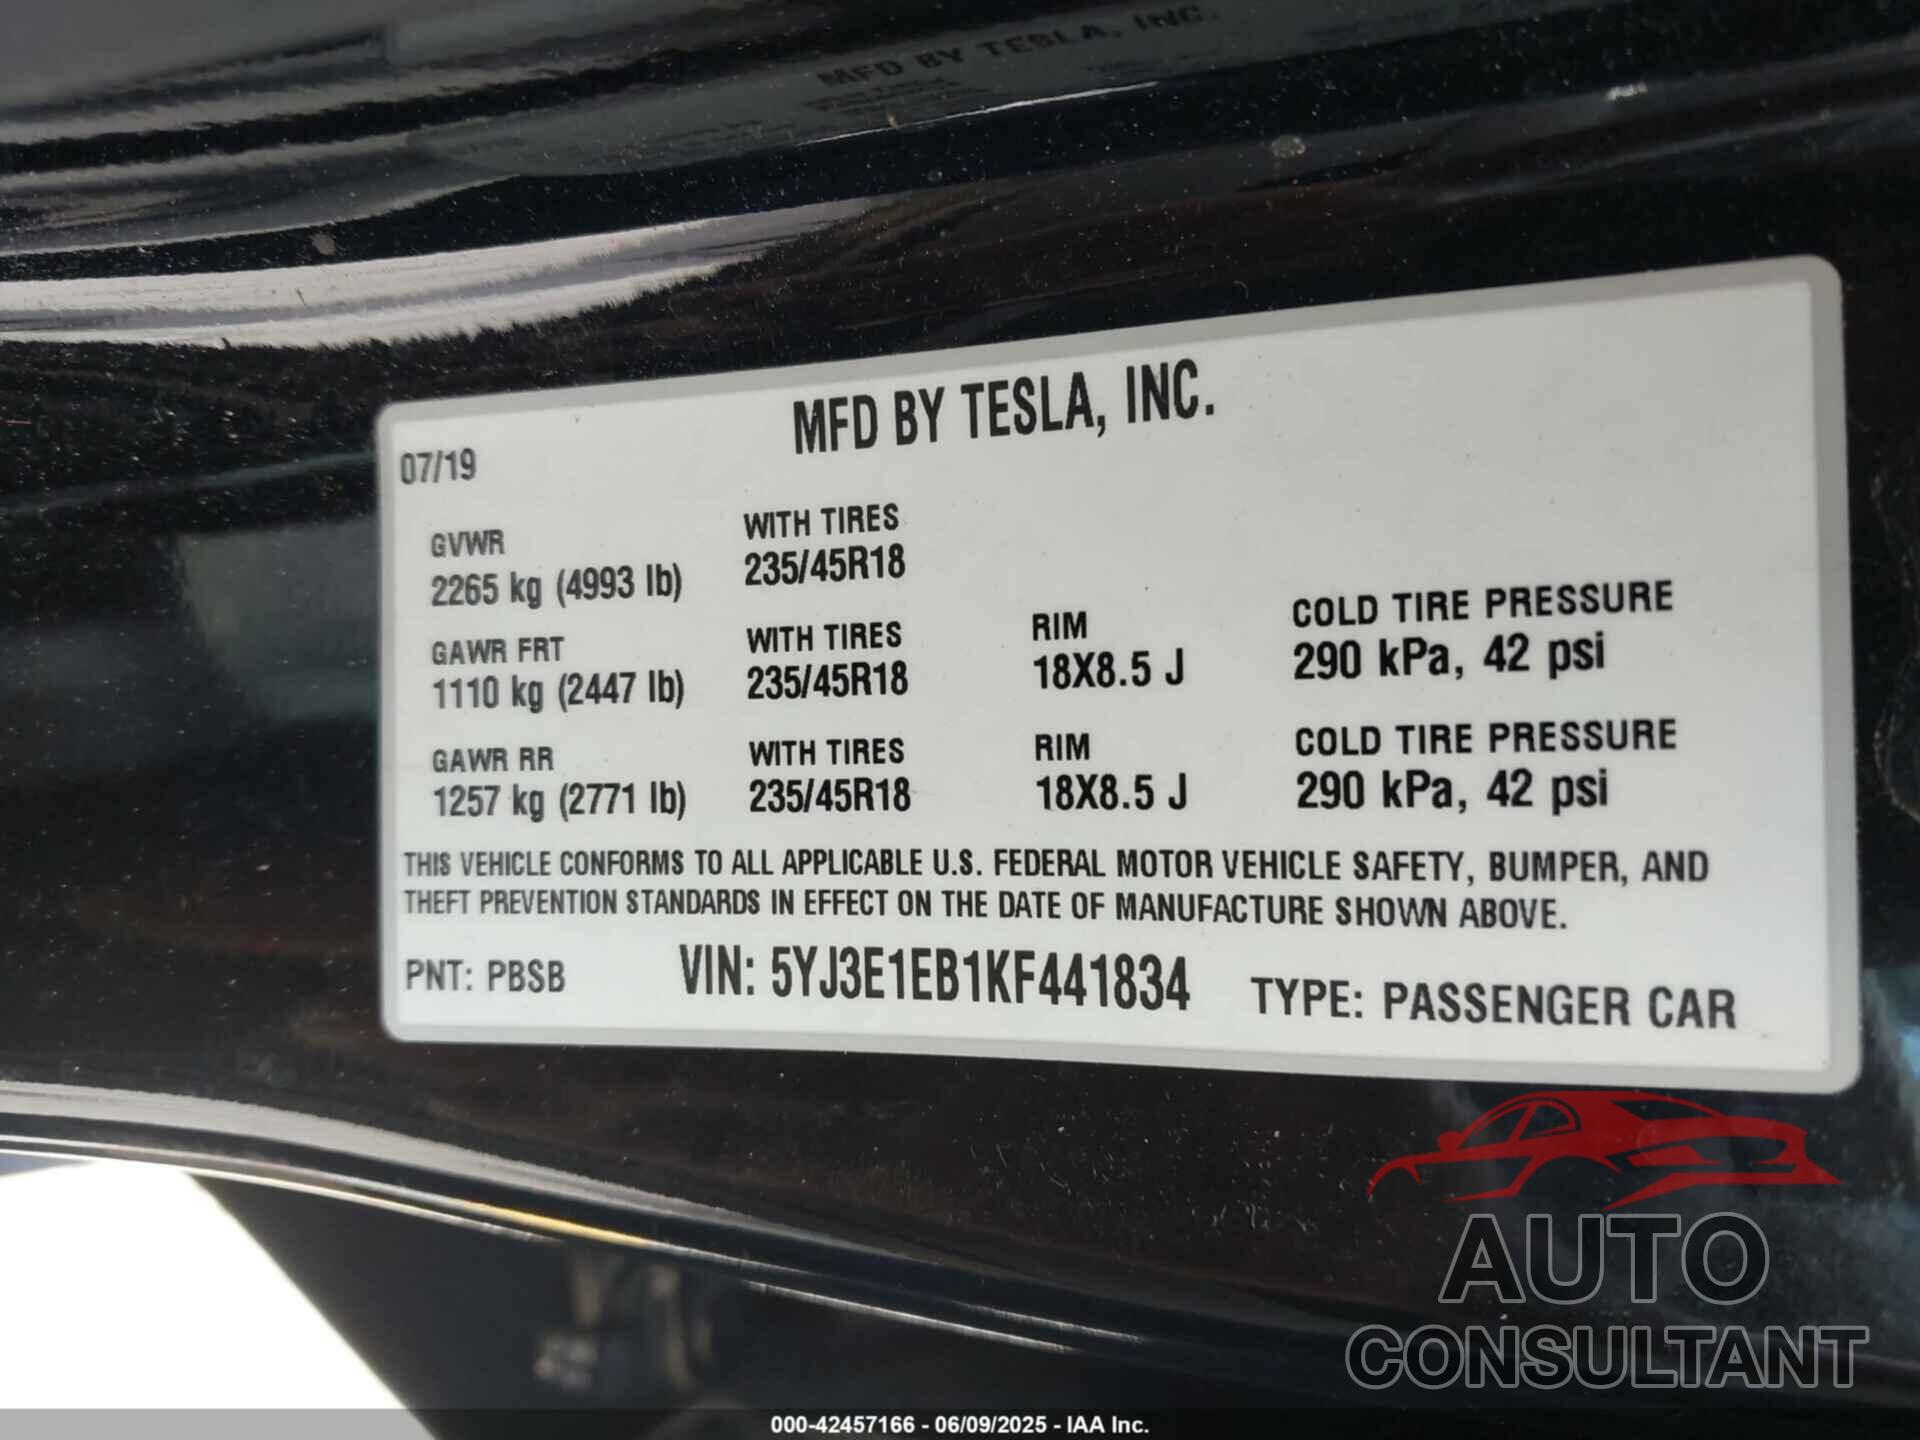 MFD BY TESLA, INC.
MFD BY TESLA, INC.
07/19
GVWR
2265 kg (4993 lb)
WITH TIRES
235/45R18
GAWR FRT
1110 kg (2447 lb)
WITH TIRES
235/45R18
RIM
18X8.5 J
COLD TIRE PRESSURE
290 kPa, 42 psi
GAWR RR
1257 kg (2771 lb)
WITH TIRES
235/45R18
RIM
18X8.5 J
COLD TIRE PRESSURE
290 kPa, 42 psi
THIS VEHICLE CONFORMS TO ALL APPLICABLE U.S. FEDERAL MOTOR VEHICLE SAFETY, BUMPER, AND
THEFT PREVENTION STANDARDS IN EFFECT ON THE DATE OF MANUFACTURE SHOWN ABOVE.
PNT: PBSB
VIN: 5YJ3E1EB1KF441834
TYPE: PASSENGER CAR
AUTO
CONSULTANT
000-42457166 - 06/09/2025 - IAA Inc.